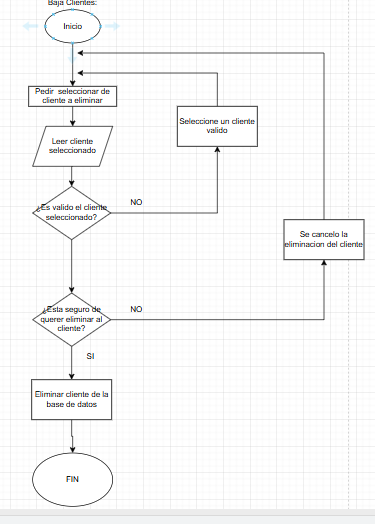 Baja Clientes:
Inicio
Pedir seleccionar de
cliente a eliminar
Seleccione un cliente
valido
Leer cliente
seleccionado
¿Es valido el cliente
seleccionado?
NO
Se cancelo la
eliminacion del cliente
¿Esta seguro de
querer eliminar al
cliente?
NO
SI
Eliminar cliente de la
base de datos
FIN